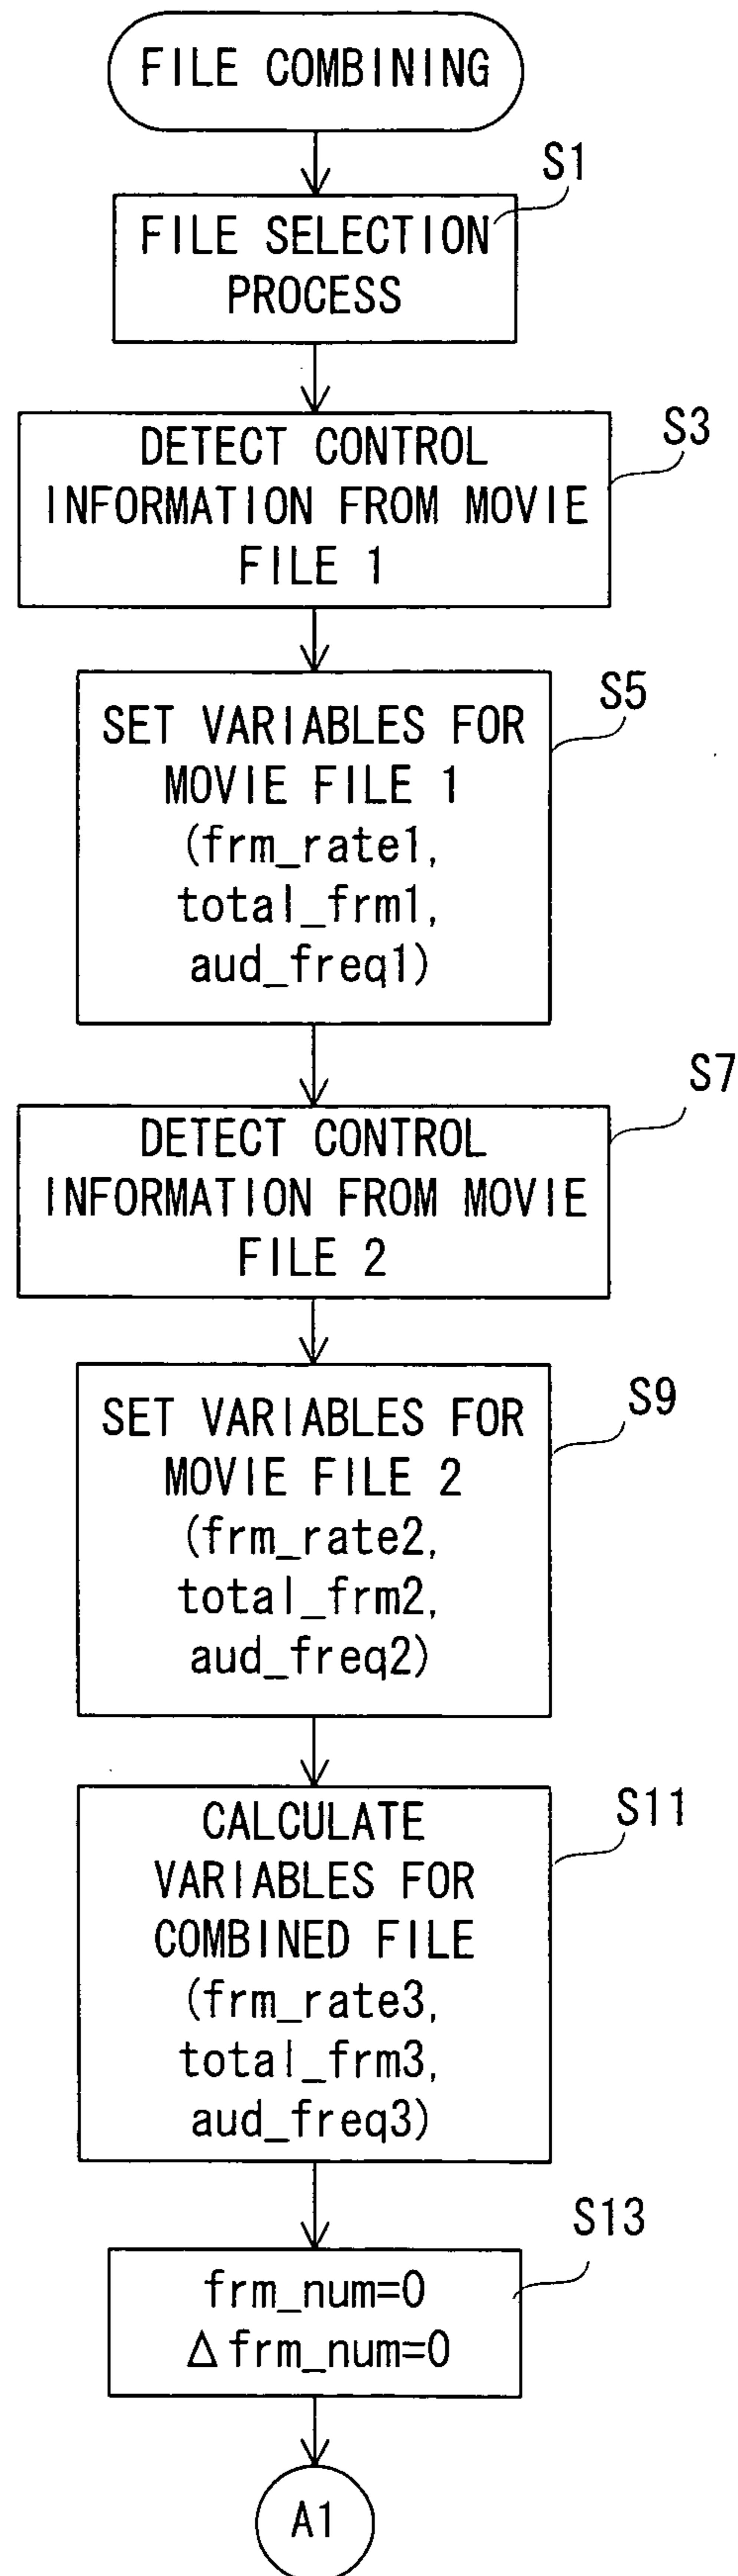 FILE COMBINING
S1
FILE SELECTION
PROCESS
S3
DETECT CONTROL
INFORMATION FROM MOVIE
FILE 1
S5
SET VARIABLES FOR
MOVIE FILE 1
(frm_rate1,
total_frm1,
aud_freq1)
S7
DETECT CONTROL
INFORMATION FROM MOVIE
FILE 2
S9
SET VARIABLES FOR
MOVIE FILE 2
(frm_rate2,
total_frm2,
aud_freq2)
S11
CALCULATE
VARIABLES FOR
COMBINED FILE
(frm_rate3,
total_frm3,
aud_freq3)
S13
frm_num=0
Δfrm_num=0
A1